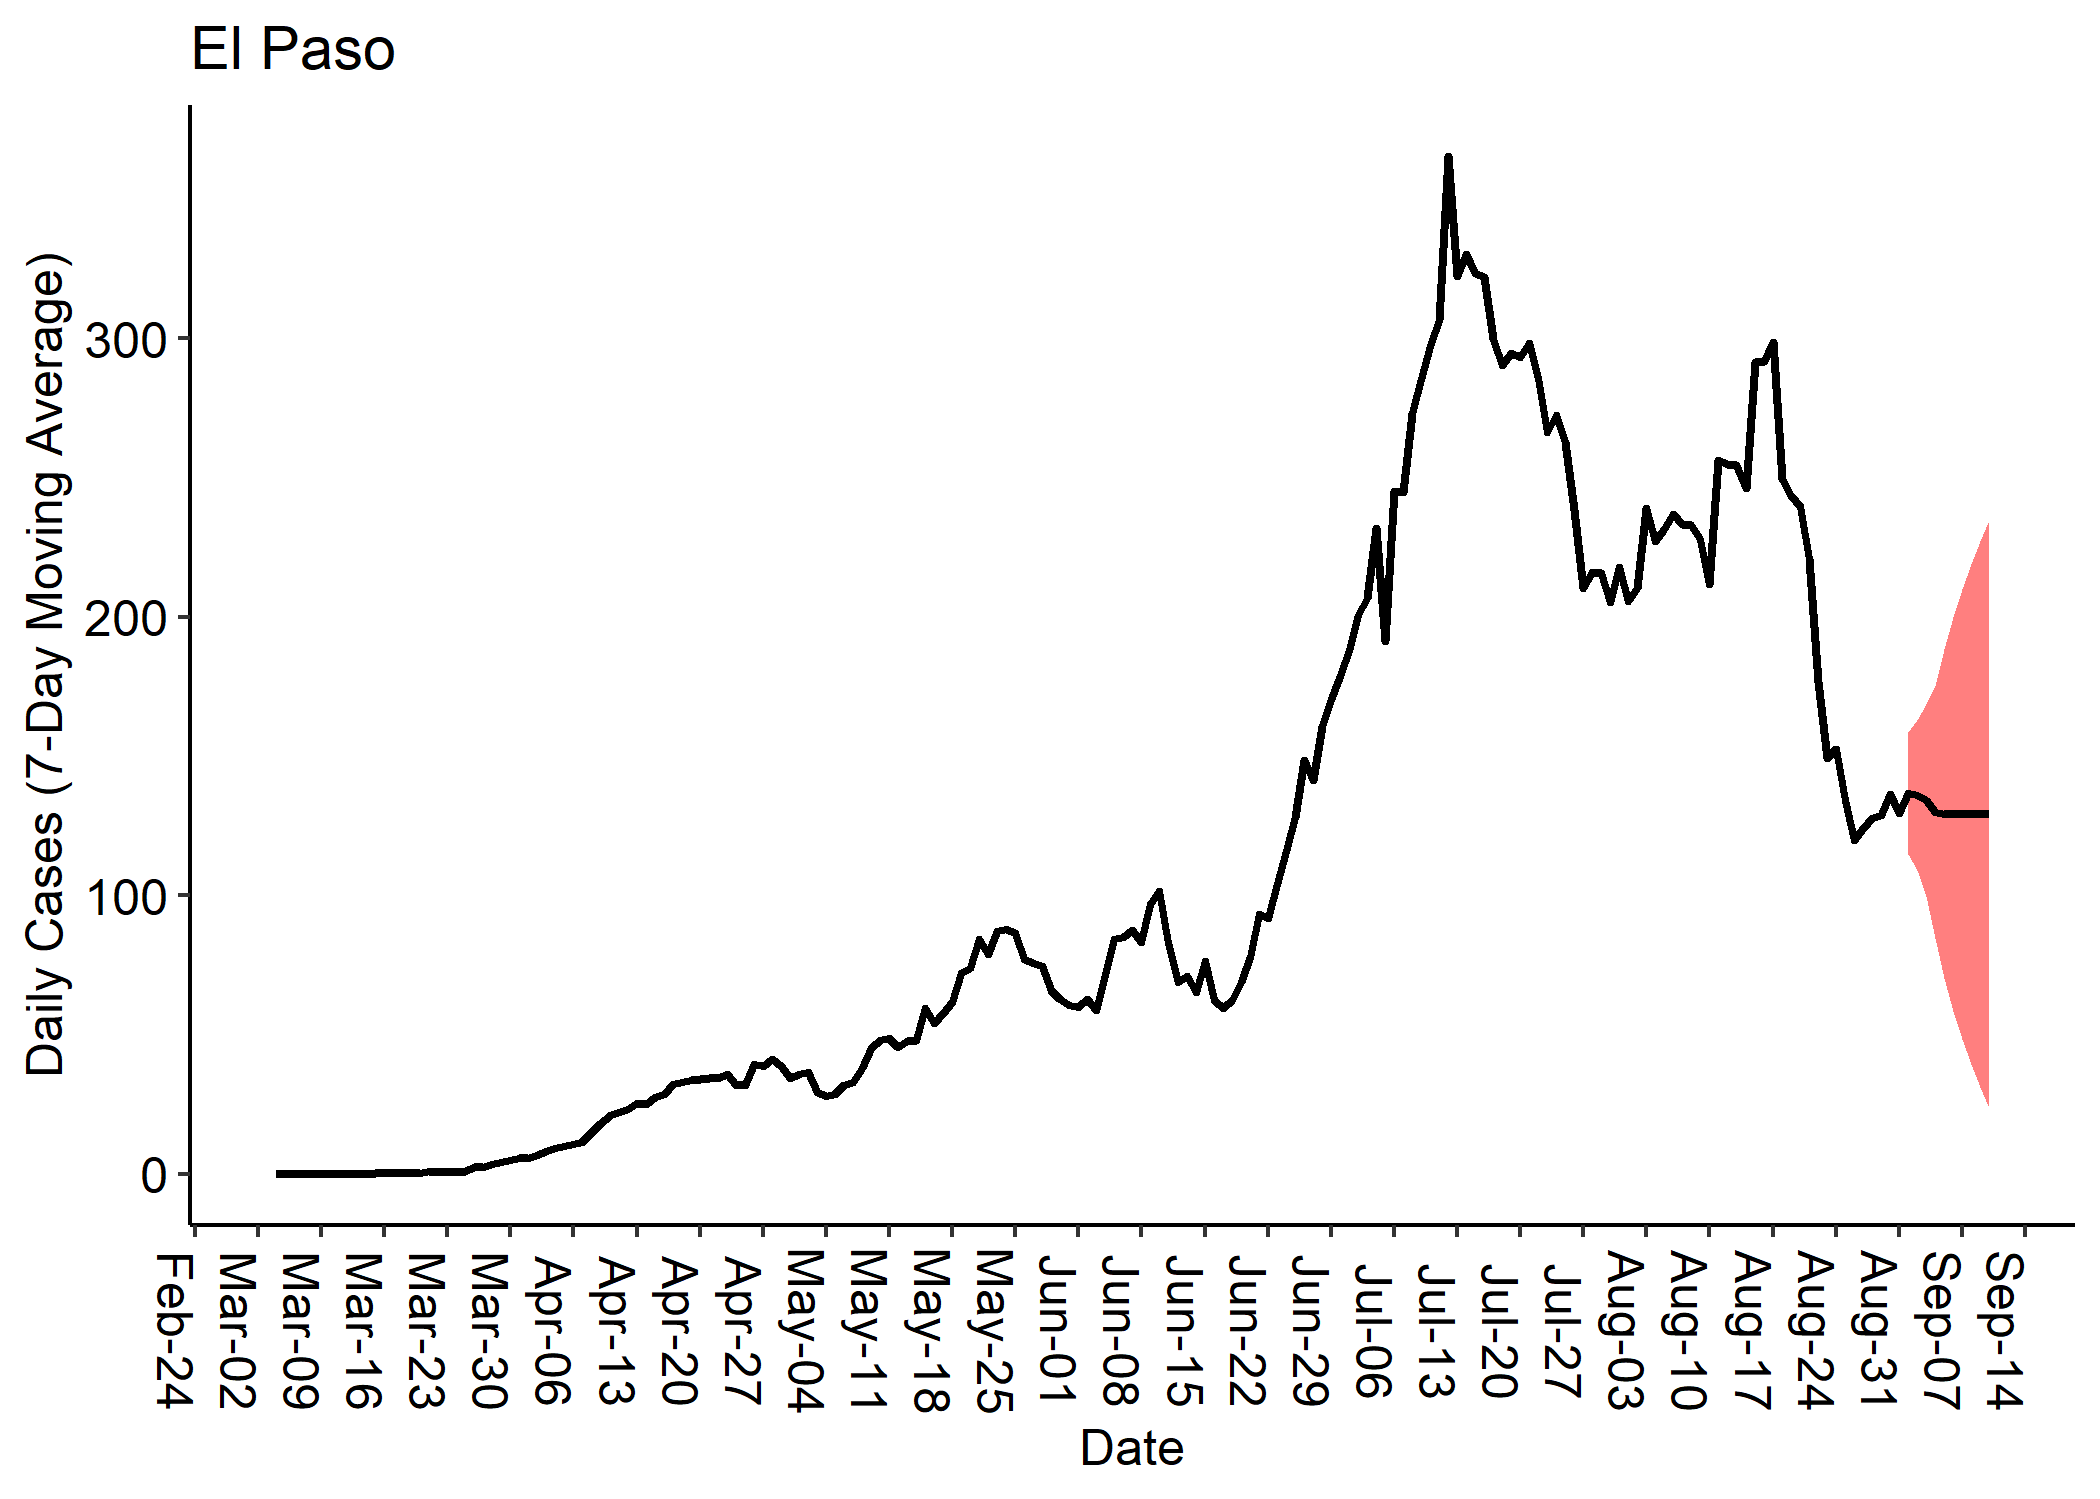 El Paso
Daily Cases (7-Day Moving Average)
300
200
100
0
Feb-24
Mar-02
Mar-09
Mar-16
Mar-23
Mar-30
Apr-06
Apr-13
Apr-20
Apr-27
May-04
May-11
May-18
May-25
Jun-01
Jun-08
Jun-15
Jun-22
Jun-29
Jul-06
Jul-13
Jul-20
Jul-27
Aug-03
Aug-10
Aug-17
Aug-24
Aug-31
Sep-07
Sep-14
Date